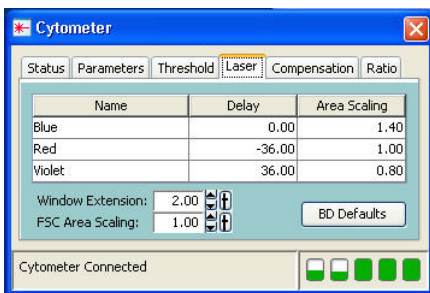 Cytometer
Status Parameters Threshold Laser Compensation Ratio
Name Delay Area Scaling
Blue 0.00 1.40
Red -36.00 1.00
Violet 36.00 0.80
Window Extension: 2.00
FSC Area Scaling: 1.00
BD Defaults
Cytometer Connected